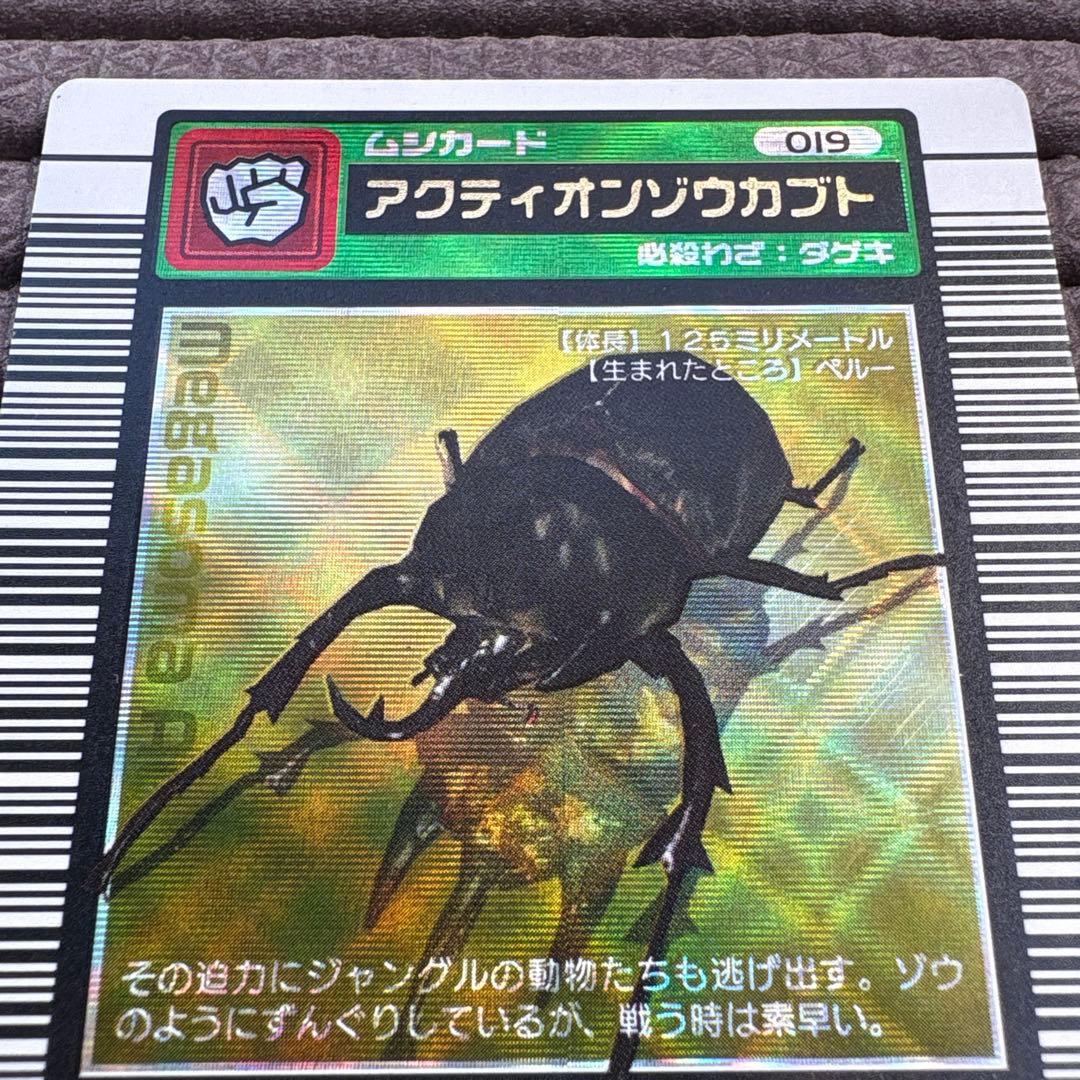 ムシカード
019
アクティオンゾウカブト
必殺わざ：ダゲキ
【体長】125ミリメートル
【生まれたところ】ペルー
Megasoma
その迫力にジャングルの動物たちも逃げ出す。ゾウ
のようにずんぐりしているが、戦う時は素早い。